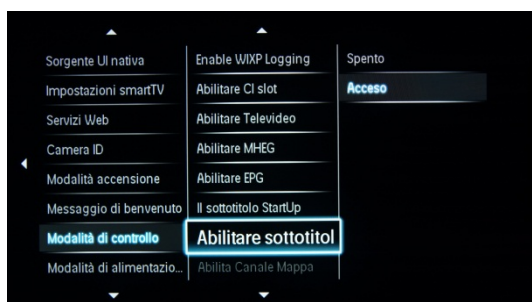 Sorgente UI nativa
Impostazioni smartTV
Servizi Web
Camera ID
Modalità accensione
Messaggio di benvenuto
Modalità di controllo
Modalità di alimentazio...
Enable WIXP Logging
Abilitare CI slot
Abilitare Televideo
Abilitare MHEG
Abilitare EPG
Il sottotitolo StartUp
Abilitare sottotitol
Abilita Canale Mappa
Spento
Acceso